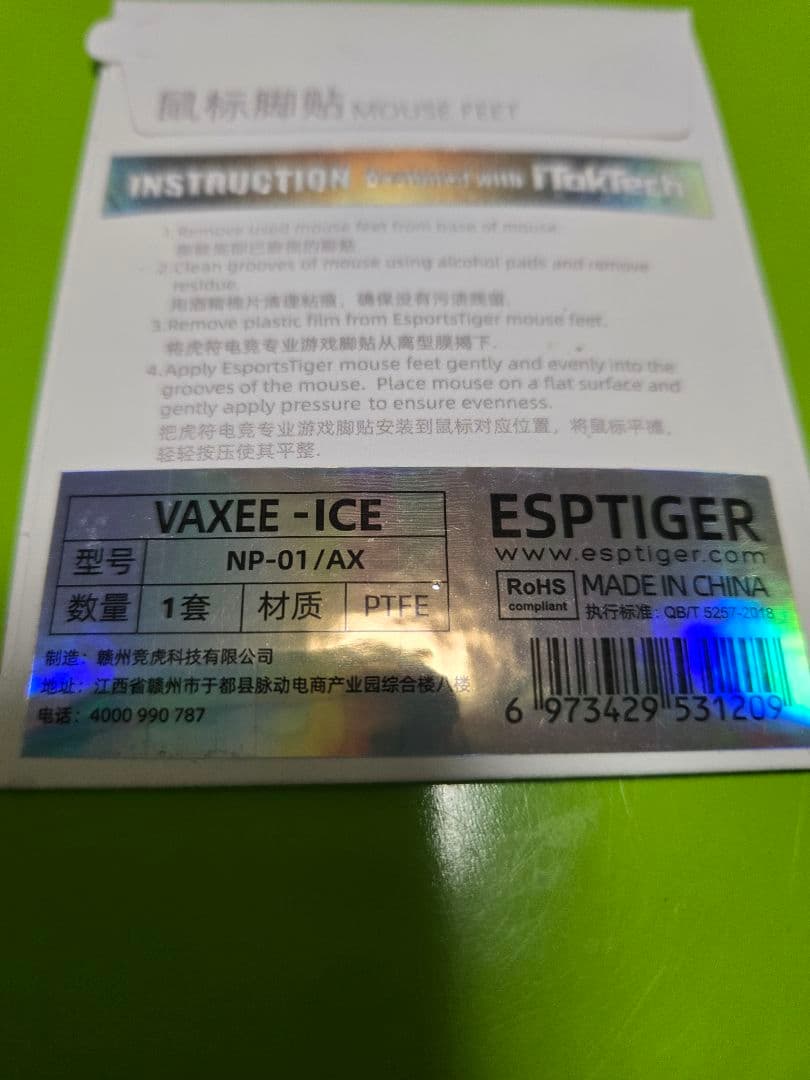 鼠标脚贴 MOUSE FEET
INSTRUCTION Combined with iTakTech
1.Remove used mouse feet from base of mouse.
2.Clean grooves of mouse using alcohol pads and remove
residue.
用酒精棉片清理粘痕，确保没有污渍残留.
3.Remove plastic film from EsportsTiger mouse feet.
将虎符电竞专业游戏脚贴从离型膜揭下.
4.Apply EsportsTiger mouse feet gently and evenly into the
grooves of the mouse. Place mouse on a flat surface and
gently apply pressure to ensure evenness.
把虎符电竞专业游戏脚贴安装到鼠标对应位置，将鼠标平推，
轻轻按压使其平整.
VAXEE -ICE
型号 NP-01/AX
数量 1套 材质 PTFE
制造：赣州竞虎科技有限公司
地址：江西省赣州市于都县脉动电商产业园综合楼八楼
电话：4000 990 787
ESPTIGER
www.esptiger.com
RoHS compliant MADE IN CHINA
执行标准：QB/T 5257-2018
6 973429 531209